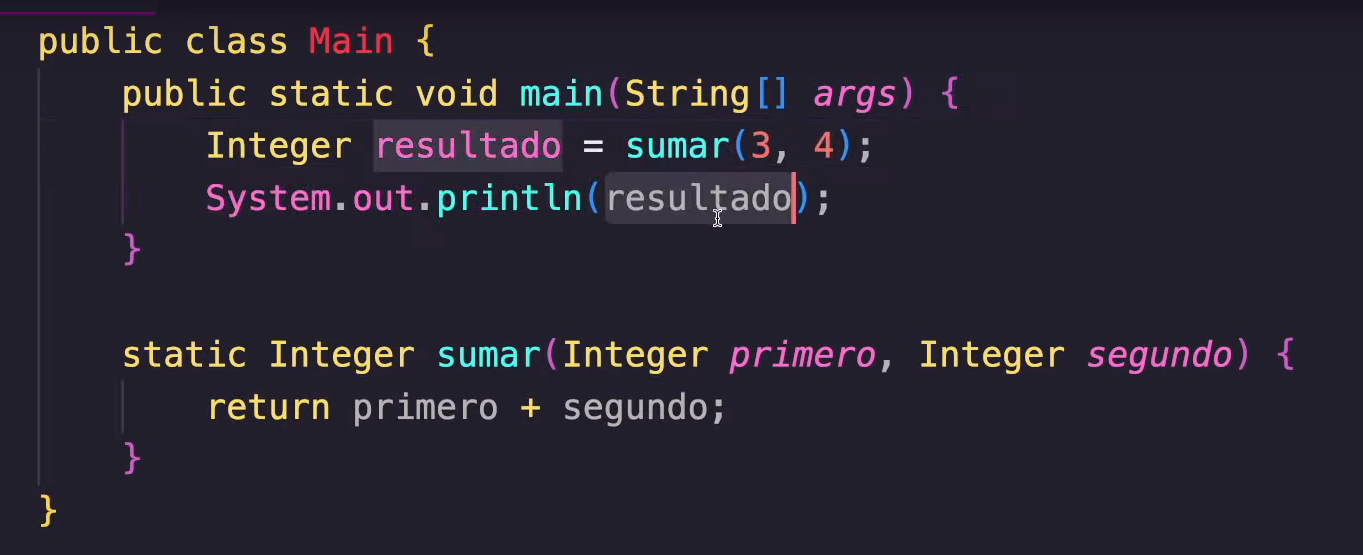 public class Main {
    public static void main(String[] args) {
        Integer resultado = sumar(3, 4);
        System.out.println(resultado);
    }

    static Integer sumar(Integer primero, Integer segundo) {
        return primero + segundo;
    }
}